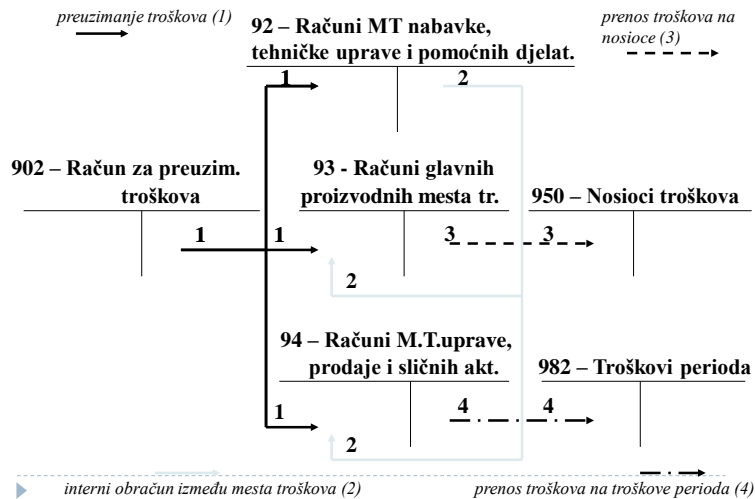 preuzimanje troškova (1)
92 – Računi MT nabavke,
tehničke uprave i pomoćnih djelat.
prenos troškova na
nosioce (3)
1
2
902 – Račun za preuzim.
troškova
93 - Računi glavnih
proizvodnih mesta tr.
950 – Nosioci troškova
1
1
3
3
2
94 – Računi M.T.uprave,
prodaje i sličnih akt.
982 – Troškovi perioda
1
4
4
2
interni obračun između mesta troškova (2)
prenos troškova na troškove perioda (4)